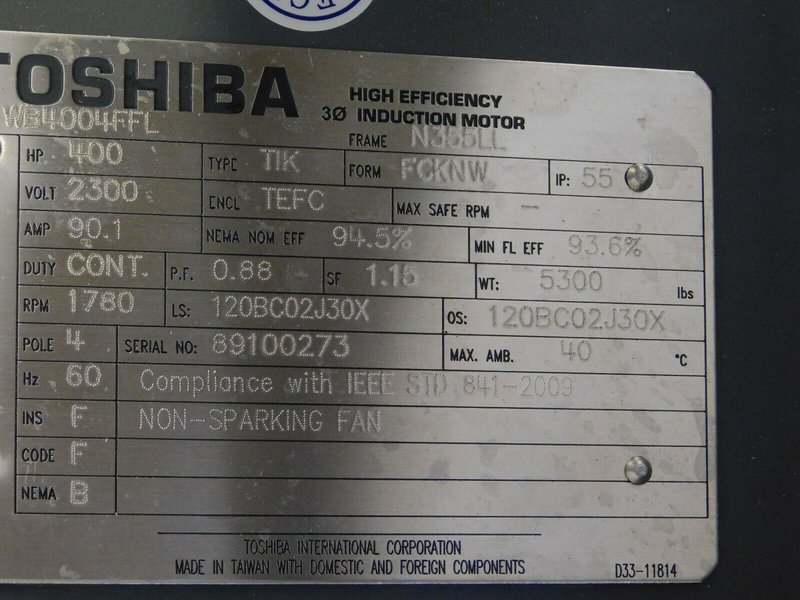 TOSHIBA
HIGH EFFICIENCY
3Ø INDUCTION MOTOR
WB4004FFL
FRAME N355LL
HP 400 TYPE TIK FORM FCKNW IP: 55
VOLT 2300 ENCL TEFC MAX SAFE RPM —
AMP 90.1 NEMA NOM EFF 94.5% MIN FL EFF 93.6%
DUTY CONT. P.F. 0.88 SF 1.15 WT: 5300 lbs
RPM 1780 LS: 120BC02J30X OS: 120BC02J30X
POLE 4 SERIAL NO: 89100273 MAX. AMB. 40 °C
Hz 60 Compliance with IEEE STD 841-2009
INS F NON-SPARKING FAN
CODE F
NEMA B
TOSHIBA INTERNATIONAL CORPORATION
MADE IN TAIWAN WITH DOMESTIC AND FOREIGN COMPONENTS
D33-11814